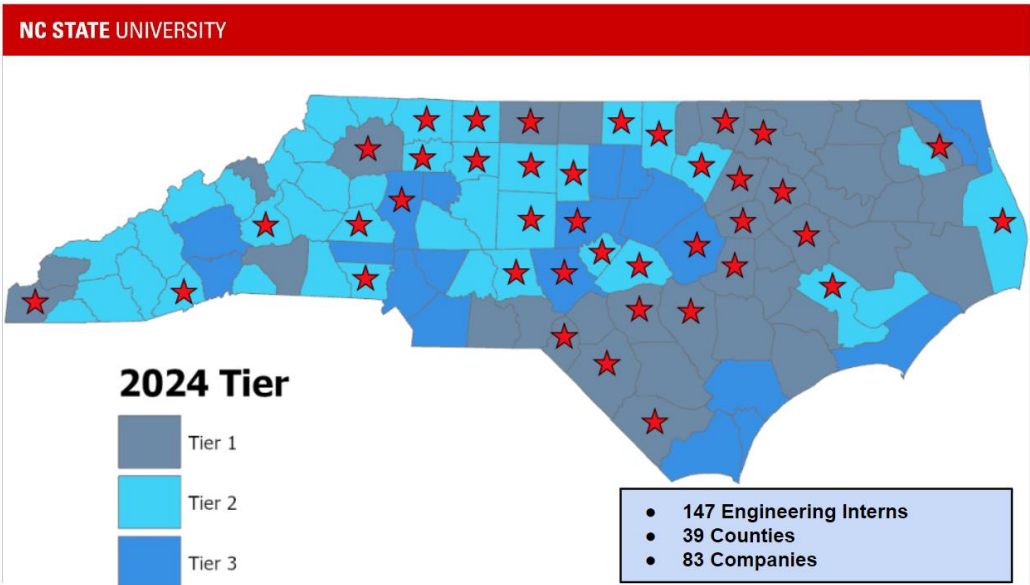 NC STATE UNIVERSITY
2024 Tier
Tier 1
Tier 2
Tier 3
● 147 Engineering Interns
● 39 Counties
● 83 Companies